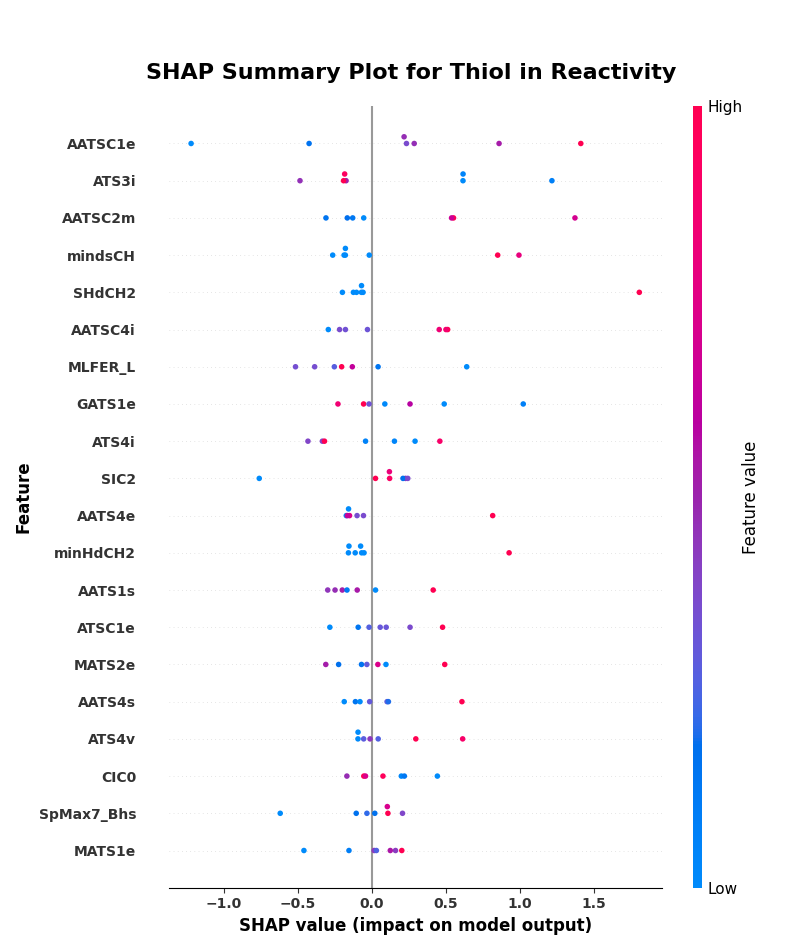 SHAP Summary Plot for Thiol in Reactivity
High
AATSC1e
ATS3i
AATSC2m
mindsCH
SHdCH2
AATSC4i
MLFER_L
GATS1e
ATS4i
SIC2
AATS4e
minHdCH2
AATS1s
ATSC1e
MATS2e
AATS4s
ATS4v
CIC0
SpMax7_Bhs
MATS1e
Feature
Feature value
Low
−1.0 −0.5 0.0 0.5 1.0 1.5
SHAP value (impact on model output)